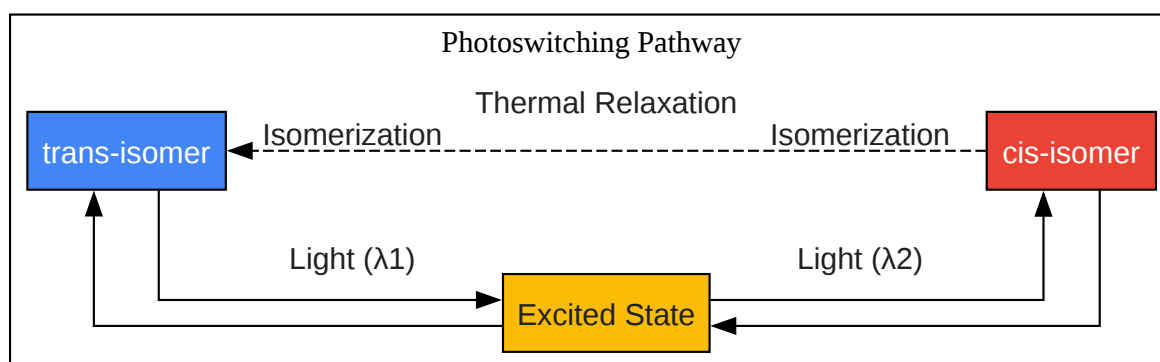 Photoswitching Pathway
Thermal Relaxation
Isomerization
Isomerization
trans-isomer
cis-isomer
Light (λ1)
Light (λ2)
Excited State